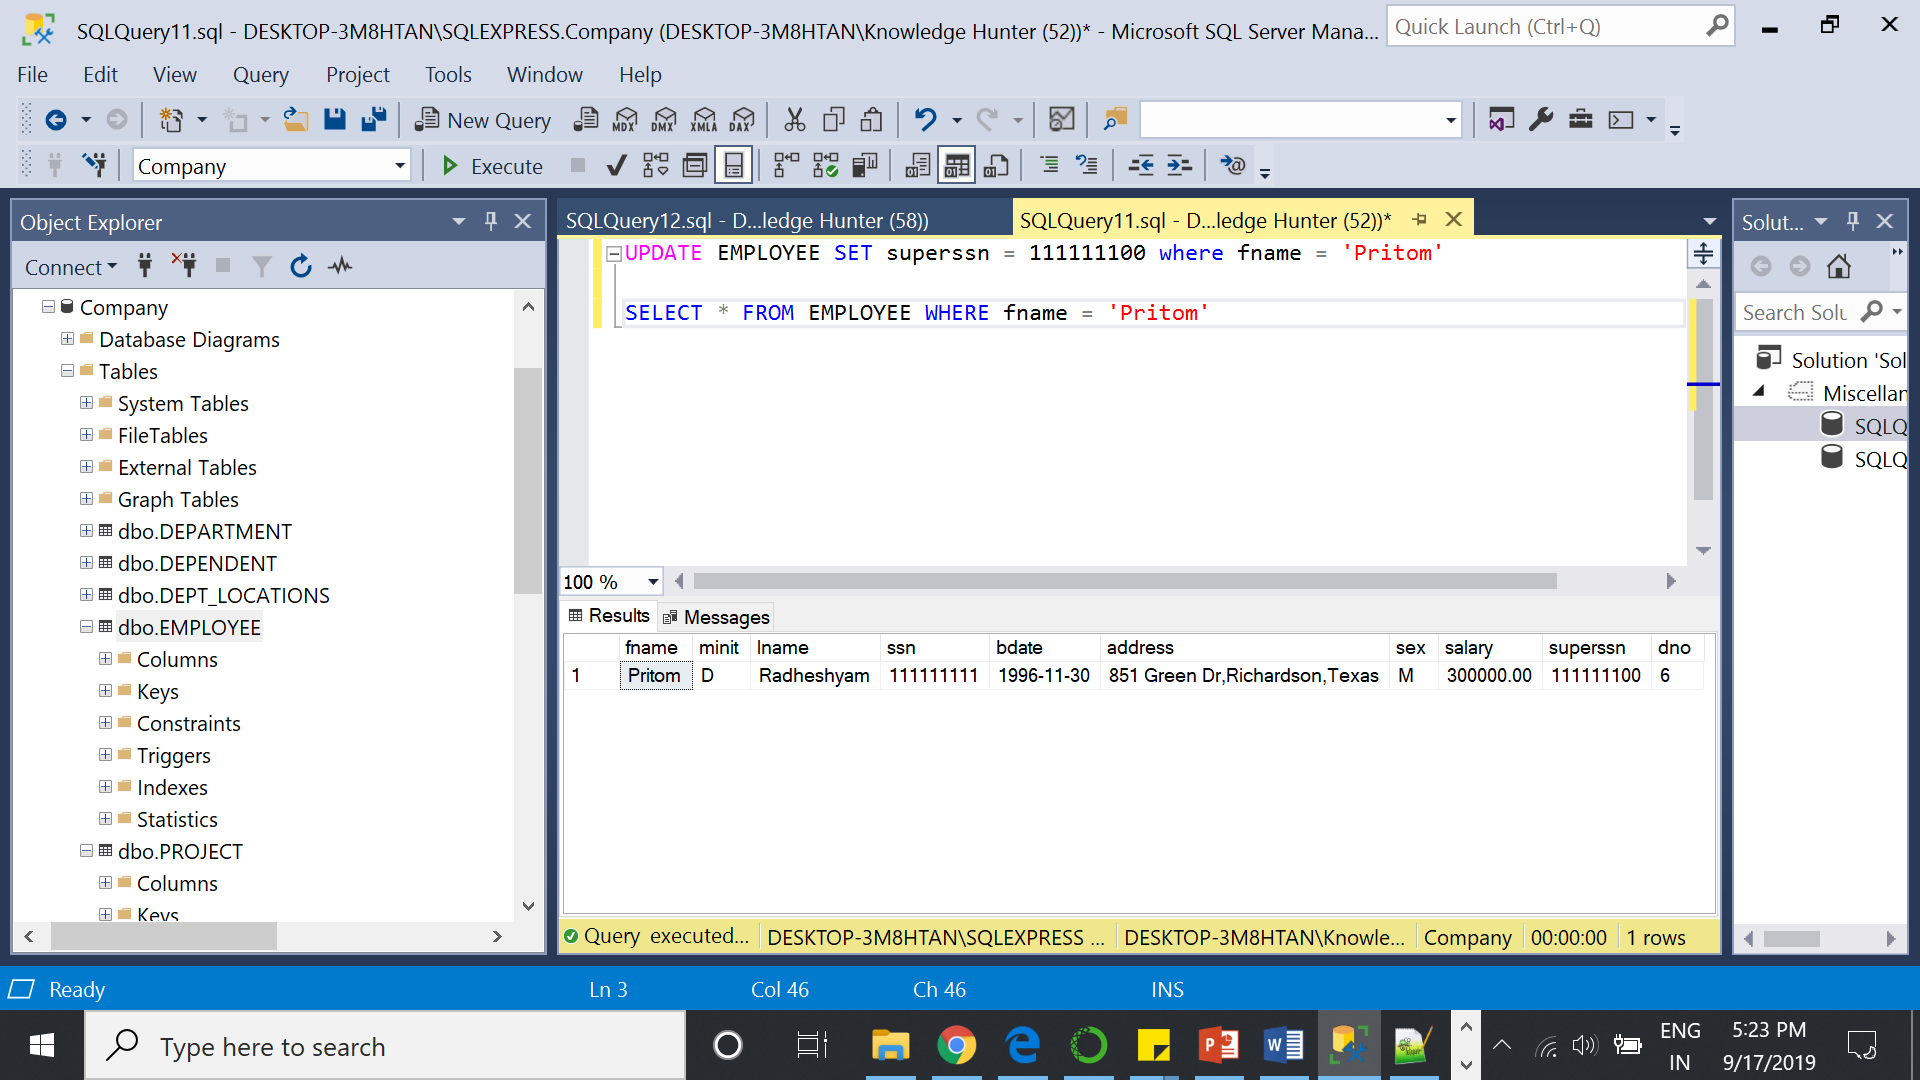 SQLQuery11.sql - DESKTOP-3M8HTAN\SQLEXPRESS.Company (DESKTOP-3M8HTAN\Knowledge Hunter (52))* - Microsoft SQL Server Mana...
Quick Launch (Ctrl+Q)
File Edit View Query Project Tools Window Help
New Query MDX DMX XMLA DAX
Company Execute
Object Explorer
Connect
Company
Database Diagrams
Tables
System Tables
FileTables
External Tables
Graph Tables
dbo.DEPARTMENT
dbo.DEPENDENT
dbo.DEPT_LOCATIONS
dbo.EMPLOYEE
Columns
Keys
Constraints
Triggers
Indexes
Statistics
dbo.PROJECT
Columns
Keys
SQLQuery12.sql - D...ledge Hunter (58))
SQLQuery11.sql - D...ledge Hunter (52))*
UPDATE EMPLOYEE SET superssn = 111111100 where fname = 'Pritom'
SELECT * FROM EMPLOYEE WHERE fname = 'Pritom'
100 %
Results Messages
fname minit lname ssn bdate address sex salary superssn dno
1 Pritom D Radheshyam 111111111 1996-11-30 851 Green Dr,Richardson,Texas M 300000.00 111111100 6
Query executed... DESKTOP-3M8HTAN\SQLEXPRESS ... DESKTOP-3M8HTAN\Knowle... Company 00:00:00 1 rows
Solut...
Search Solu
Solution 'Sol
Miscellan
SQLQ
SQLQ
Ready Ln 3 Col 46 Ch 46 INS
Type here to search
ENG
IN
5:23 PM
9/17/2019